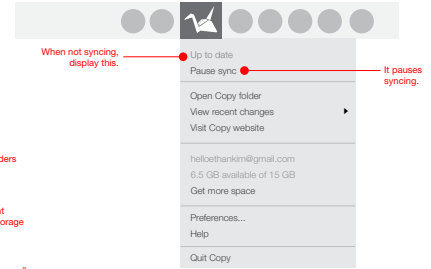 When not syncing,
display this.
Up to date
Pause sync
It pauses
syncing.
Open Copy folder
View recent changes
Visit Copy website
helloethankim@gmail.com
6.5 GB available of 15 GB
Get more space
Preferences...
Help
Quit Copy